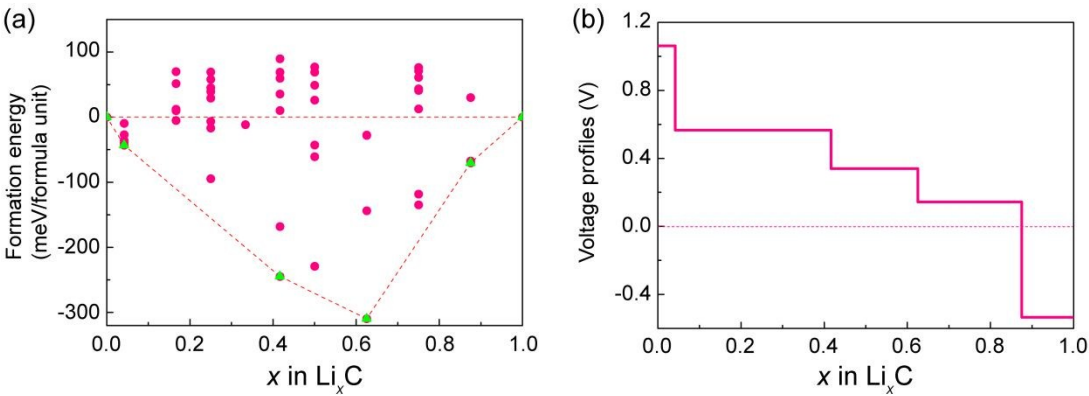 (a)
Formation energy
(meV/formula unit)
100
0
-100
-200
-300
0.0 0.2 0.4 0.6 0.8 1.0
x in LiₓC
(b)
Voltage profiles (V)
1.2
0.8
0.4
0.0
-0.4
0.0 0.2 0.4 0.6 0.8 1.0
x in LiₓC